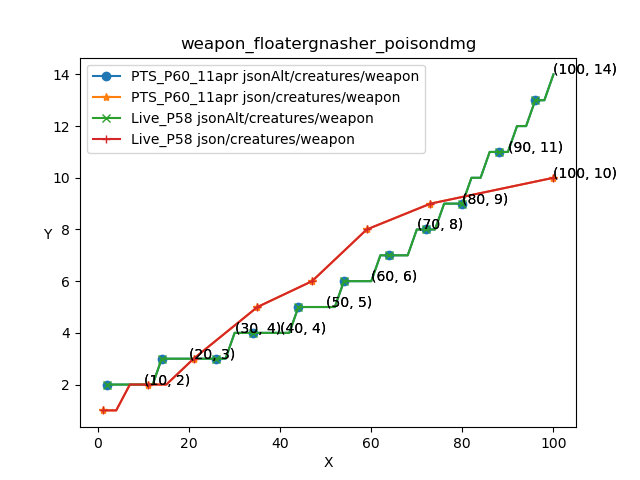 weapon_floatergnasher_poisondmg
PTS_P60_11apr jsonAlt/creatures/weapon
PTS_P60_11apr json/creatures/weapon
Live_P58 jsonAlt/creatures/weapon
Live_P58 json/creatures/weapon
(100, 14)
(90, 11)
(100, 10)
(80, 9)
(70, 8)
(60, 6)
(50, 5)
(30, 4)(40, 4)
(20, 3)
(10, 2)
14
12
10
8
6
4
2
Y
0 20 40 60 80 100
X